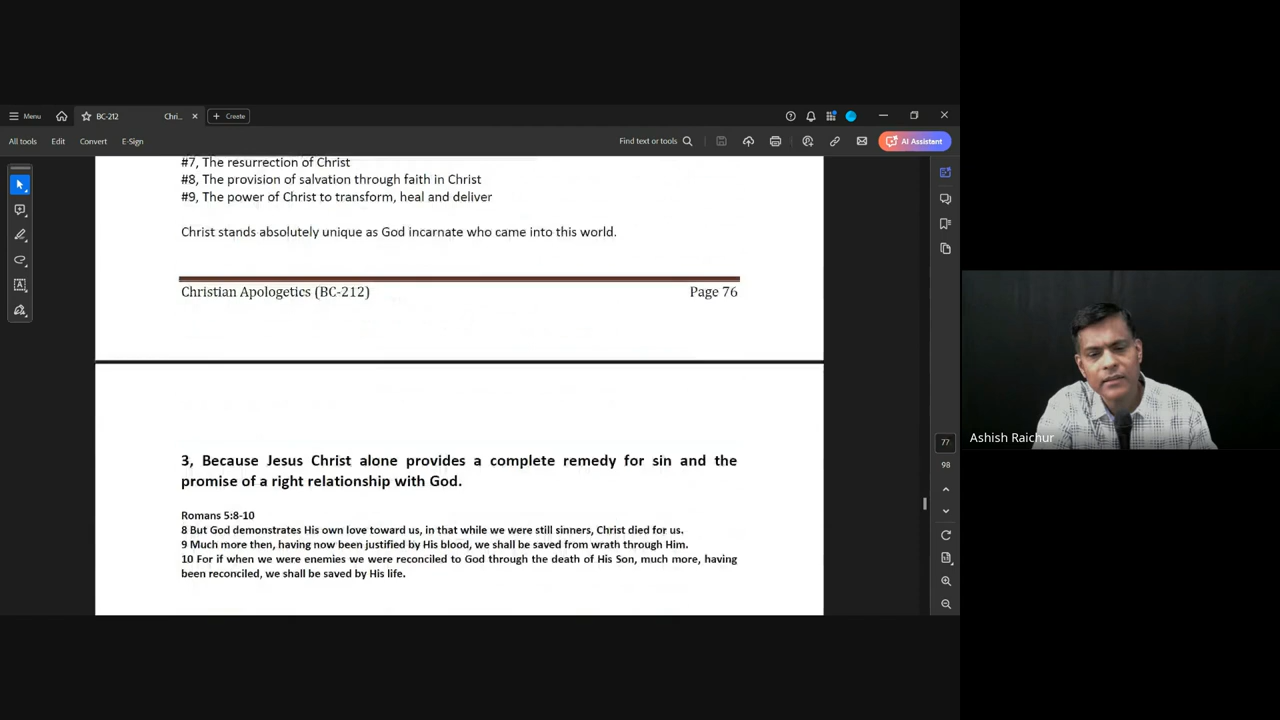 Menu
BC-212
Chri...
Create
All tools
Edit
Convert
E-Sign
Find text or tools
AI Assistant
#7, The resurrection of Christ
#8, The provision of salvation through faith in Christ
#9, The power of Christ to transform, heal and deliver
Christ stands absolutely unique as God incarnate who came into this world.
Christian Apologetics (BC-212)
Page 76
3, Because Jesus Christ alone provides a complete remedy for sin and the
promise of a right relationship with God.
Romans 5:8-10
8 But God demonstrates His own love toward us, in that while we were still sinners, Christ died for us.
9 Much more then, having now been justified by His blood, we shall be saved from wrath through Him.
10 For if when we were enemies we were reconciled to God through the death of His Son, much more, having
been reconciled, we shall be saved by His life.
77
98
Ashish Raichur